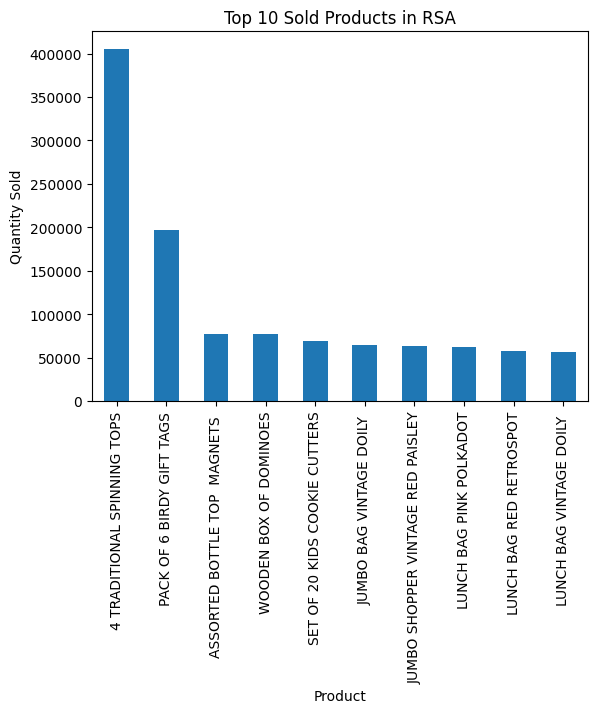 Top 10 Sold Products in RSA
Quantity Sold
400000
350000
300000
250000
200000
150000
100000
50000
0
4 TRADITIONAL SPINNING TOPS
PACK OF 6 BIRDY GIFT TAGS
ASSORTED BOTTLE TOP  MAGNETS
WOODEN BOX OF DOMINOES
SET OF 20 KIDS COOKIE CUTTERS
JUMBO BAG VINTAGE DOILY
JUMBO SHOPPER VINTAGE RED PAISLEY
LUNCH BAG PINK POLKADOT
LUNCH BAG RED RETROSPOT
LUNCH BAG VINTAGE DOILY
Product